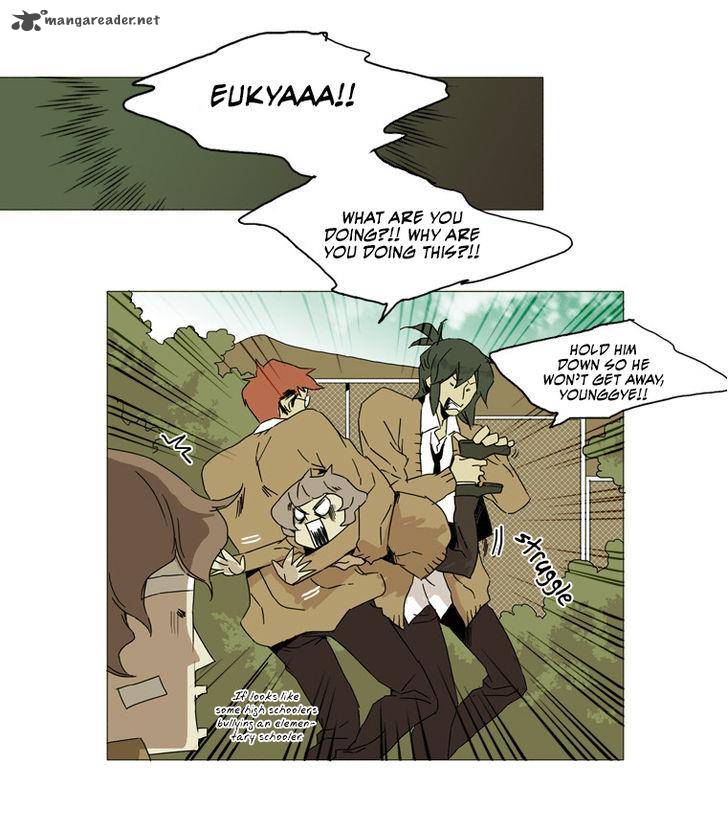 mangareader.net
EUKYAAA!!
WHAT ARE YOU
DOING?!! WHY ARE
YOU DOING THIS?!!
HOLD HIM
DOWN SO HE
WON'T GET AWAY,
YOUNGGYE!!
struggle
If looks like
some high schoolers
bullying an elemen-
tary schooler.